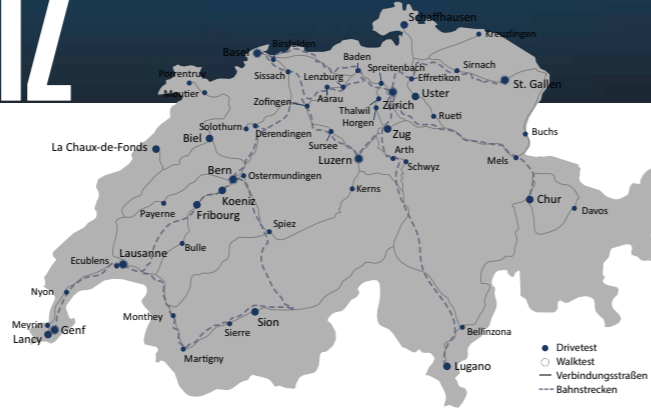 IZ
Schaffhausen
Kreuzlingen
Basel
Birsfelden
Baden
Spreitenbach
Sirnach
Porrentruy
Sissach
Lenzburg
Effretikon
St. Gallen
Moutier
Zofingen
Aarau
Zürich
Uster
Thalwil
Horgen
Rueti
Solothurn
Derendingen
Buchs
La Chaux-de-Fonds
Biel
Sursee
Zug
Luzern
Arth
Schwyz
Mels
Bern
Ostermundingen
Koeniz
Kerns
Chur
Payerne
Fribourg
Davos
Spiez
Bulle
Ecublens
Lausanne
Nyon
Monthey
Sion
Sierre
Meyrin
Genf
Lancy
Martigny
Bellinzona
Lugano
Drivetest
Walktest
Verbindungsstraßen
Bahnstrecken